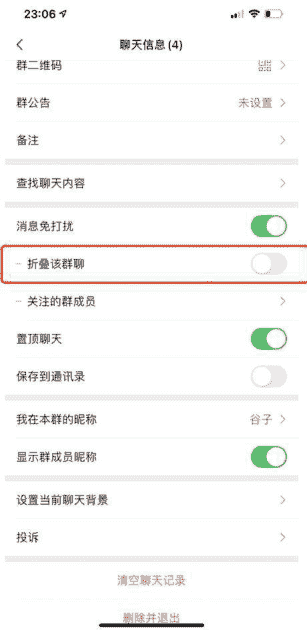 23:06
聊天信息(4)
群二维码
群公告 未设置
备注
查找聊天内容
消息免打扰
折叠该群聊
关注的群成员
置顶聊天
保存到通讯录
我在本群的昵称 谷子
显示群成员昵称
设置当前聊天背景
投诉
清空聊天记录
删除并退出